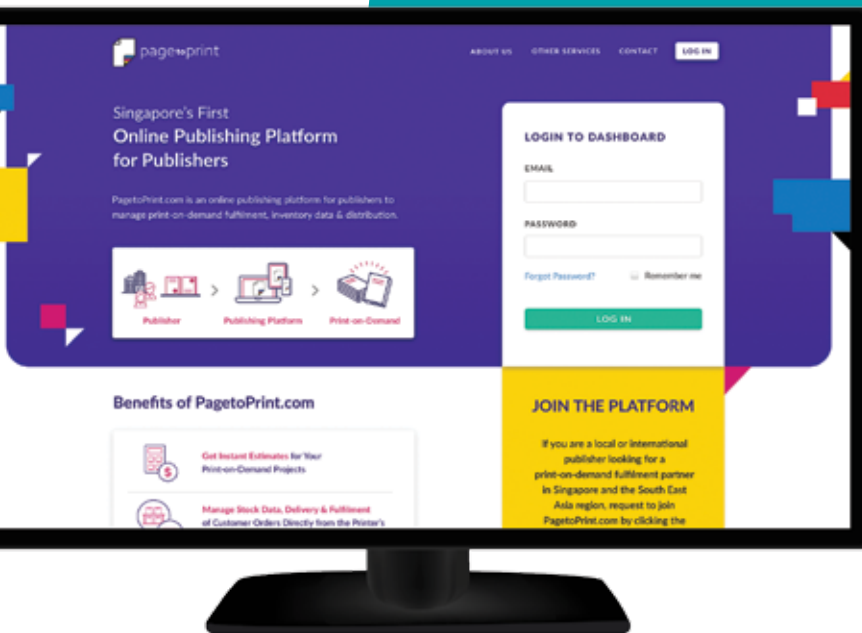 pagetoprint
ABOUT US OTHER SERVICES CONTACT LOG IN
Singapore's First
Online Publishing Platform
for Publishers
PagetoPrint.com is an online publishing platform for publishers to
manage print-on-demand fulfilment, inventory data & distribution.
Publisher Publishing Platform Print-on-Demand
LOGIN TO DASHBOARD
EMAIL
PASSWORD
Forgot Password? Remember me
LOG IN
Benefits of PagetoPrint.com
Get Instant Estimates for Your
Print-on-Demand Projects
Manage Stock Data, Delivery & Fulfilment
of Customer Orders Directly from the Printer's
JOIN THE PLATFORM
If you are a local or international
publisher looking for a
print-on-demand fulfilment partner
in Singapore and the South East
Asia region, request to join
PagetoPrint.com by clicking the